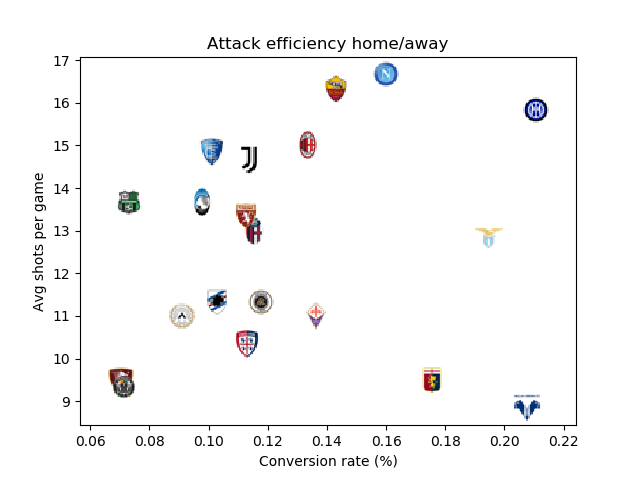 Attack efficiency home/away
17
16
15
14
13
12
11
10
9
Avg shots per game
0.06 0.08 0.10 0.12 0.14 0.16 0.18 0.20 0.22
Conversion rate (%)